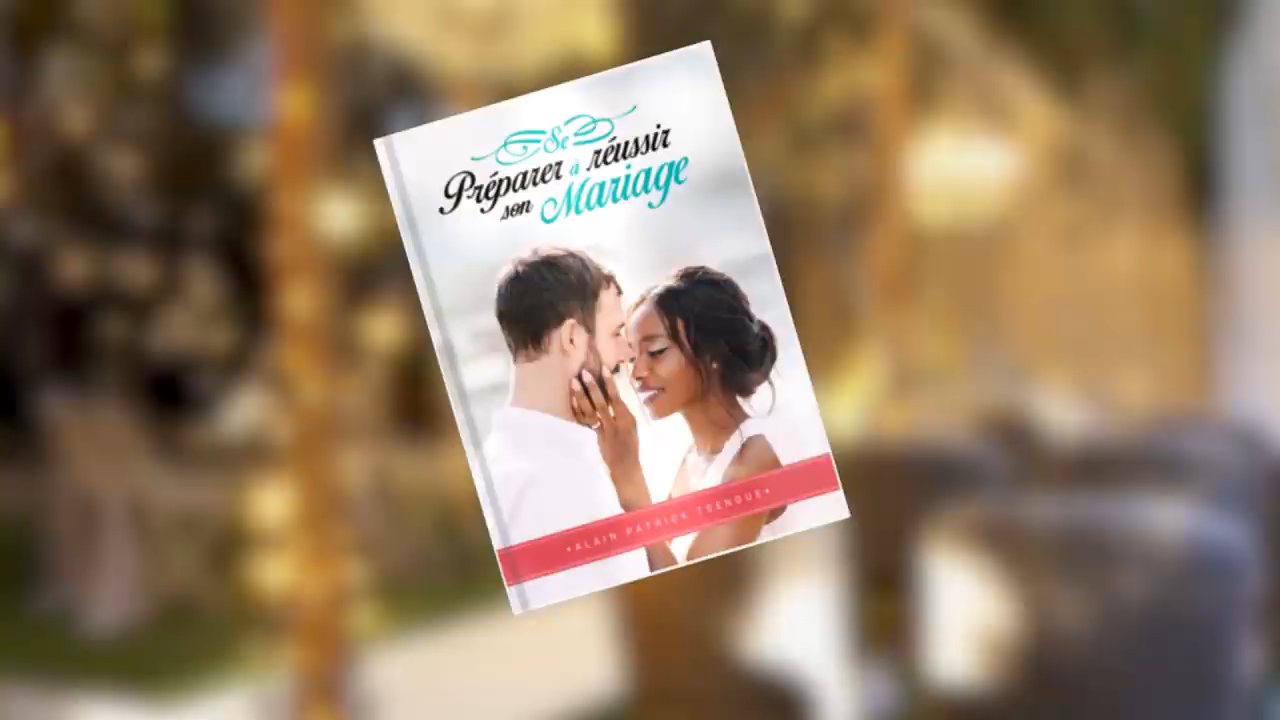 Se
Préparer à réussir
son Mariage
•ALAIN PATRICK TSENGUE•